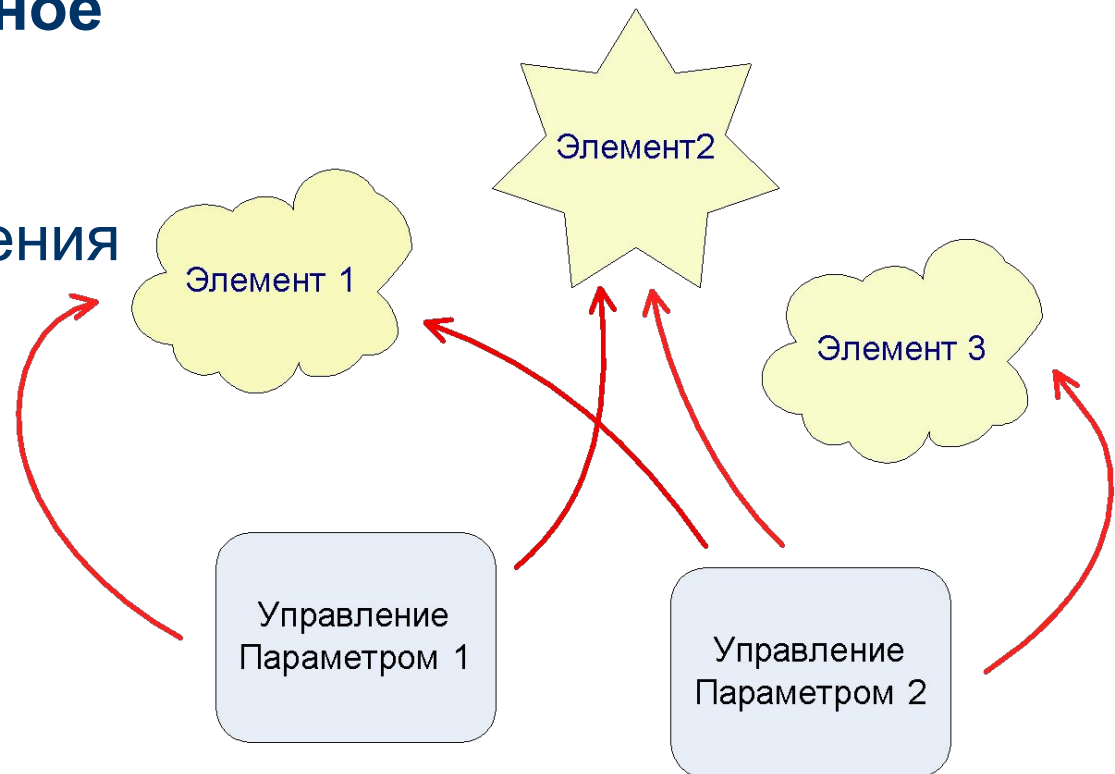 ное
Элемент2
ения
Элемент 1
Элемент 3
Управление
Параметром 1
Управление
Параметром 2